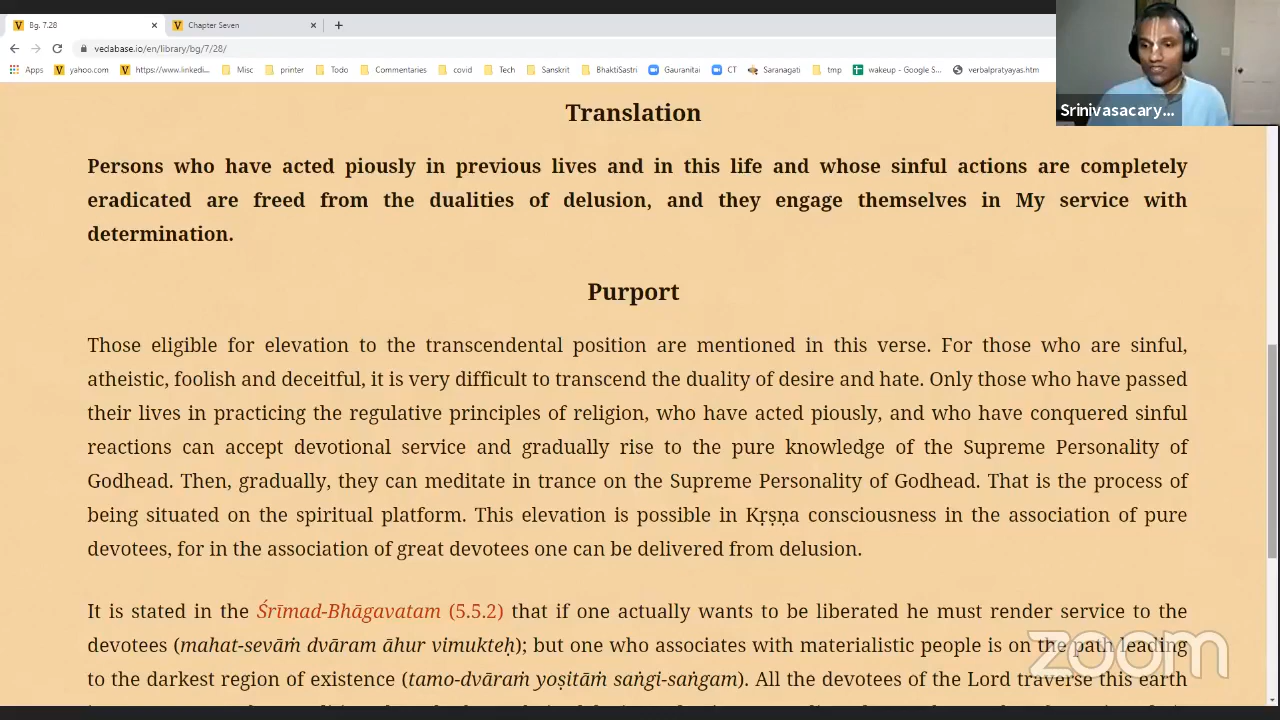 Bg. 7.28
Chapter Seven
vedabase.io/en/library/bg/7/28/
Apps yahoo.com https://www.linkedi... Misc printer Todo Commentaries covid Tech Sanskrit BhaktiSastri Gauranitai CT Saranagati tmp wakeup - Google S... verbalpratyayas.htm
Srinivasacary...
Translation
Persons who have acted piously in previous lives and in this life and whose sinful actions are completely
eradicated are freed from the dualities of delusion, and they engage themselves in My service with
determination.
Purport
Those eligible for elevation to the transcendental position are mentioned in this verse. For those who are sinful,
atheistic, foolish and deceitful, it is very difficult to transcend the duality of desire and hate. Only those who have passed
their lives in practicing the regulative principles of religion, who have acted piously, and who have conquered sinful
reactions can accept devotional service and gradually rise to the pure knowledge of the Supreme Personality of
Godhead. Then, gradually, they can meditate in trance on the Supreme Personality of Godhead. That is the process of
being situated on the spiritual platform. This elevation is possible in Kṛṣṇa consciousness in the association of pure
devotees, for in the association of great devotees one can be delivered from delusion.
It is stated in the Śrīmad-Bhāgavatam (5.5.2) that if one actually wants to be liberated he must render service to the
devotees (mahat-sevāṁ dvāram āhur vimukteḥ); but one who associates with materialistic people is on the path leading
to the darkest region of existence (tamo-dvāraṁ yoṣitāṁ saṅgi-saṅgam). All the devotees of the Lord traverse this earth
zoom